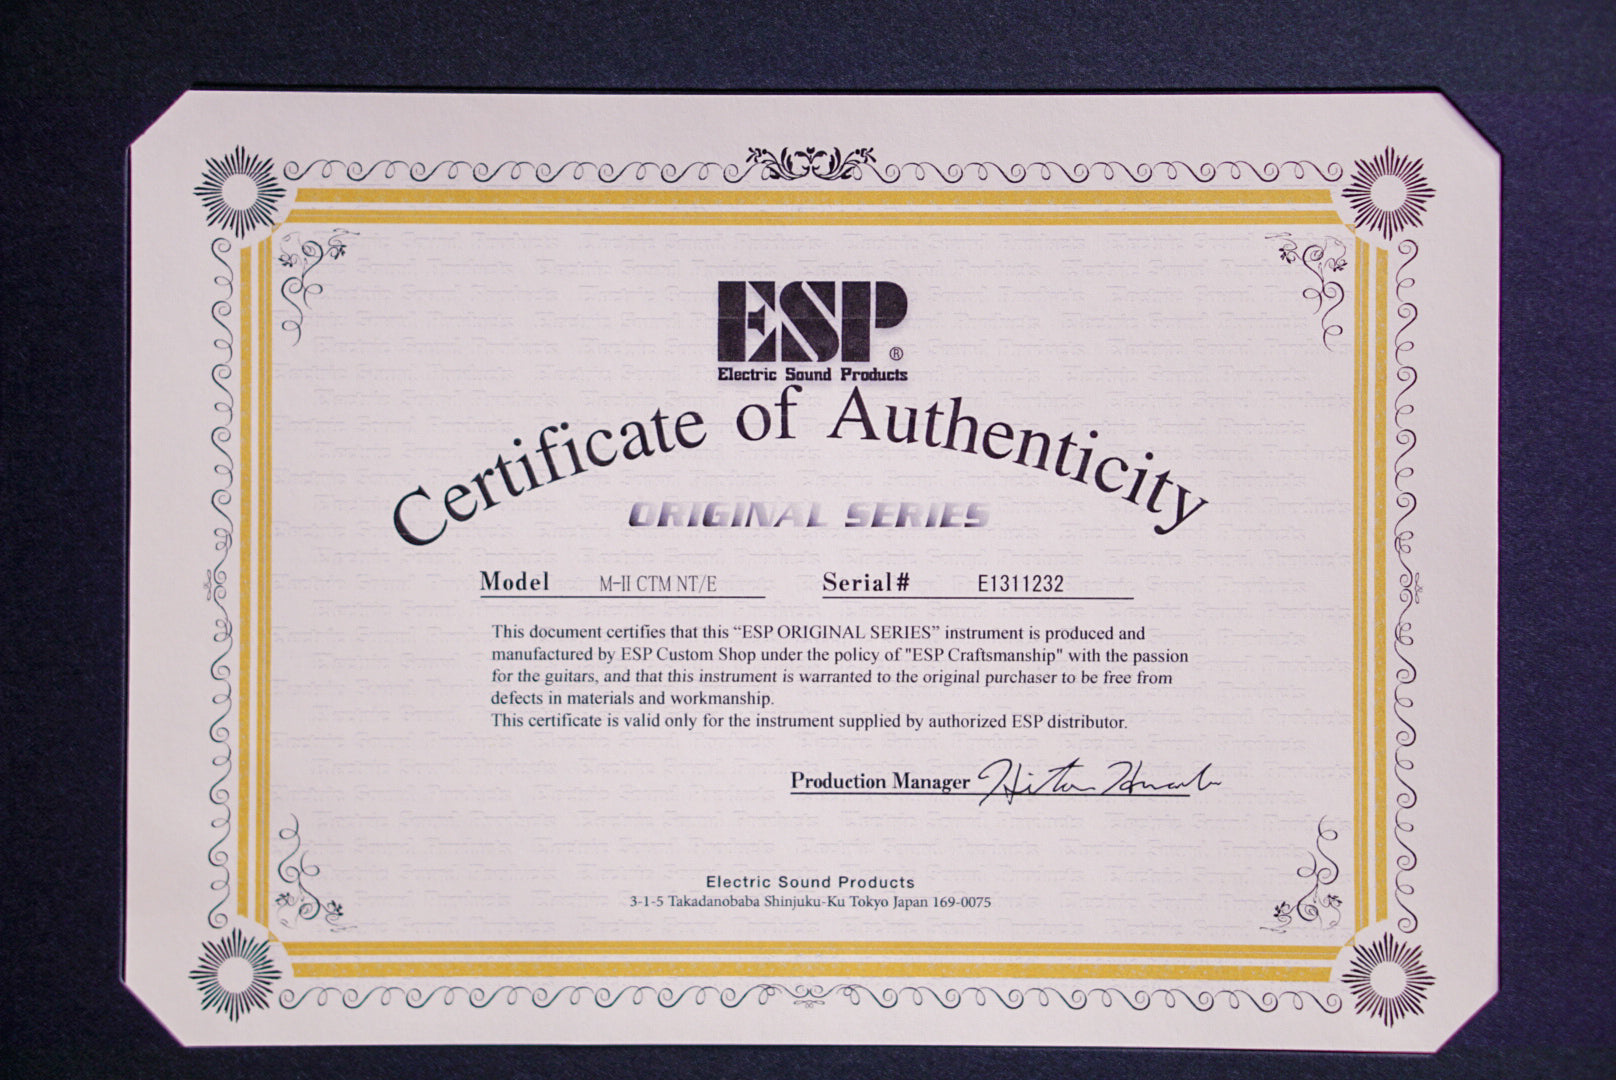 ESP®
Electric Sound Products
Certificate of Authenticity
ORIGINAL SERIES
Model M-II CTM NT/E Serial# E1311232
This document certifies that this “ESP ORIGINAL SERIES” instrument is produced and
manufactured by ESP Custom Shop under the policy of "ESP Craftsmanship" with the passion
for the guitars, and that this instrument is warranted to the original purchaser to be free from
defects in materials and workmanship.
This certificate is valid only for the instrument supplied by authorized ESP distributor.
Production Manager
Electric Sound Products
3-1-5 Takadanobaba Shinjuku-Ku Tokyo Japan 169-0075